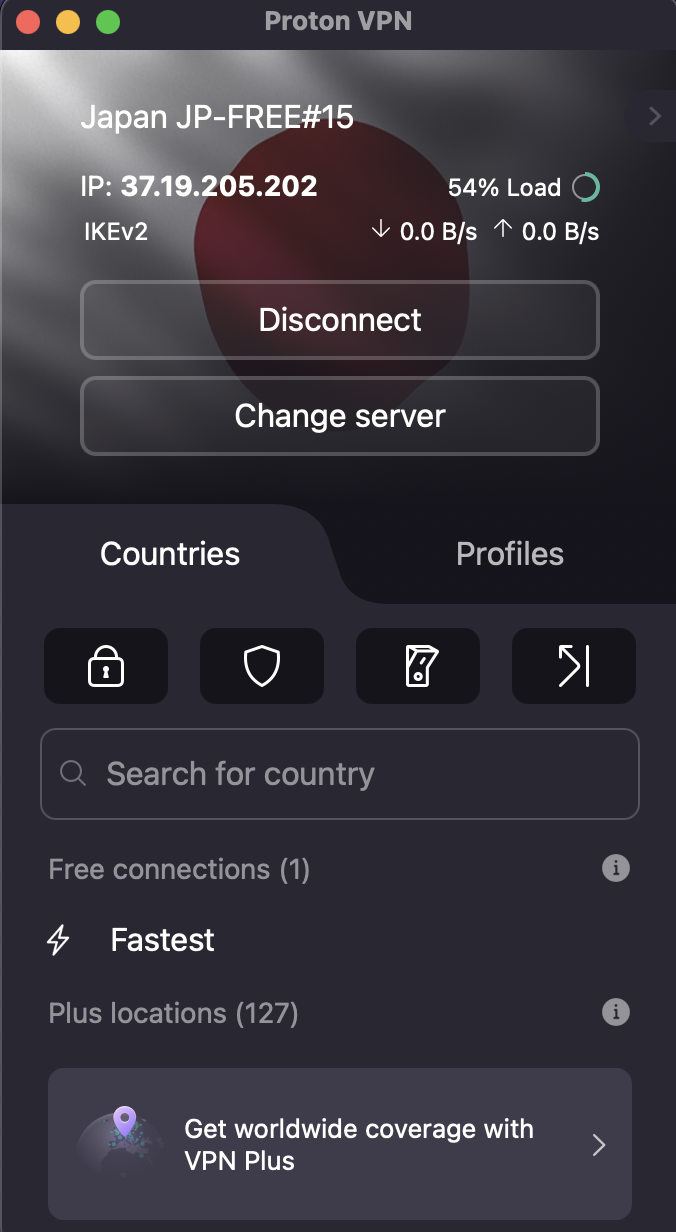 Proton VPN
Japan JP-FREE#15
IP: 37.19.205.202
54% Load
IKEv2
↓ 0.0 B/s ↑ 0.0 B/s
Disconnect
Change server
Countries
Profiles
Search for country
Free connections (1)
Fastest
Plus locations (127)
Get worldwide coverage with
VPN Plus